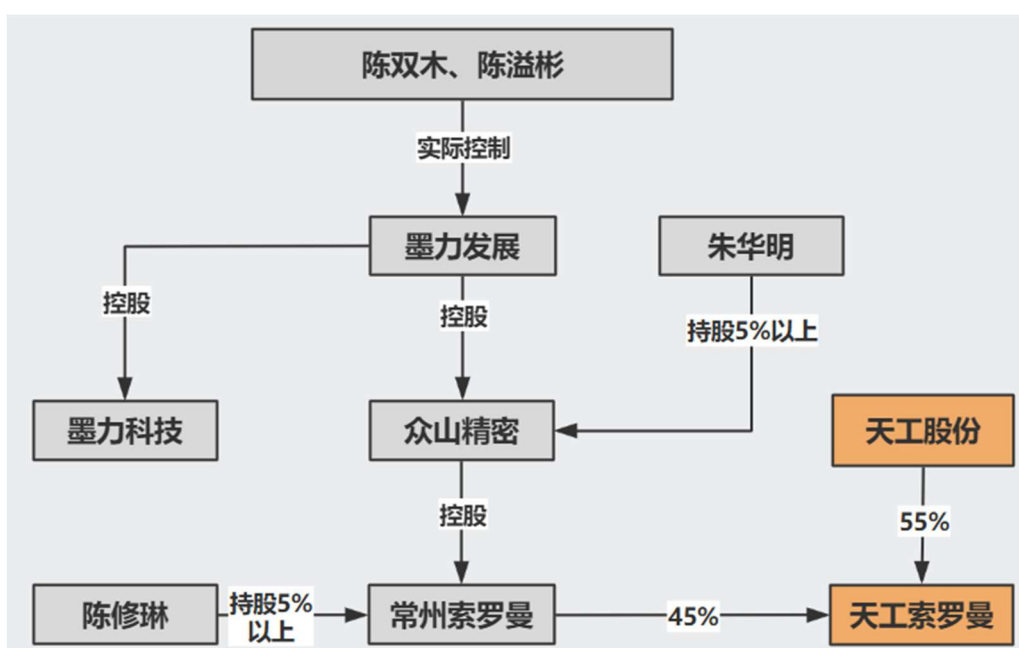 陈双木、陈溢彬
实际控制
墨力发展
朱华明
控股
控股
持股5%以上
墨力科技
众山精密
天工股份
控股
55%
陈修琳
持股5%
以上
常州索罗曼
45%
天工索罗曼